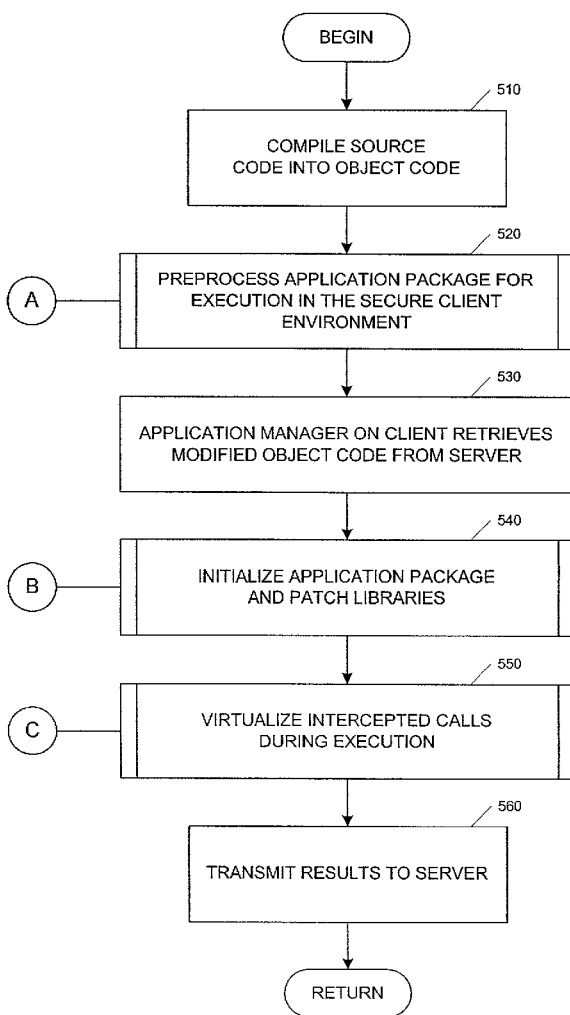 BEGIN
510
COMPILE SOURCE
CODE INTO OBJECT CODE
520
A
PREPROCESS APPLICATION PACKAGE FOR
EXECUTION IN THE SECURE CLIENT
ENVIRONMENT
530
APPLICATION MANAGER ON CLIENT RETRIEVES
MODIFIED OBJECT CODE FROM SERVER
540
B
INITIALIZE APPLICATION PACKAGE
AND PATCH LIBRARIES
550
C
VIRTUALIZE INTERCEPTED CALLS
DURING EXECUTION
560
TRANSMIT RESULTS TO SERVER
RETURN